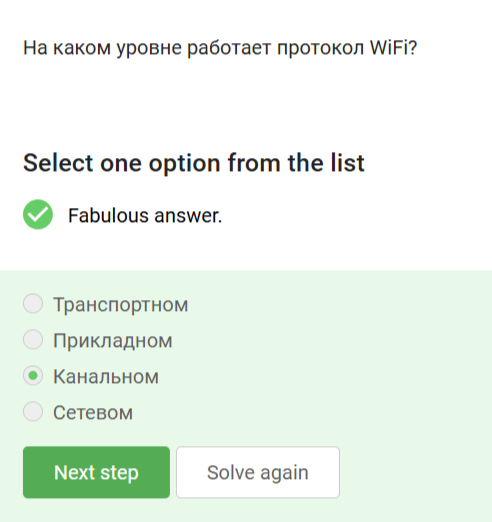 На каком уровне работает протокол WiFi?
Select one option from the list
Fabulous answer.
Транспортном
Прикладном
Канальном
Сетевом
Next step
Solve again